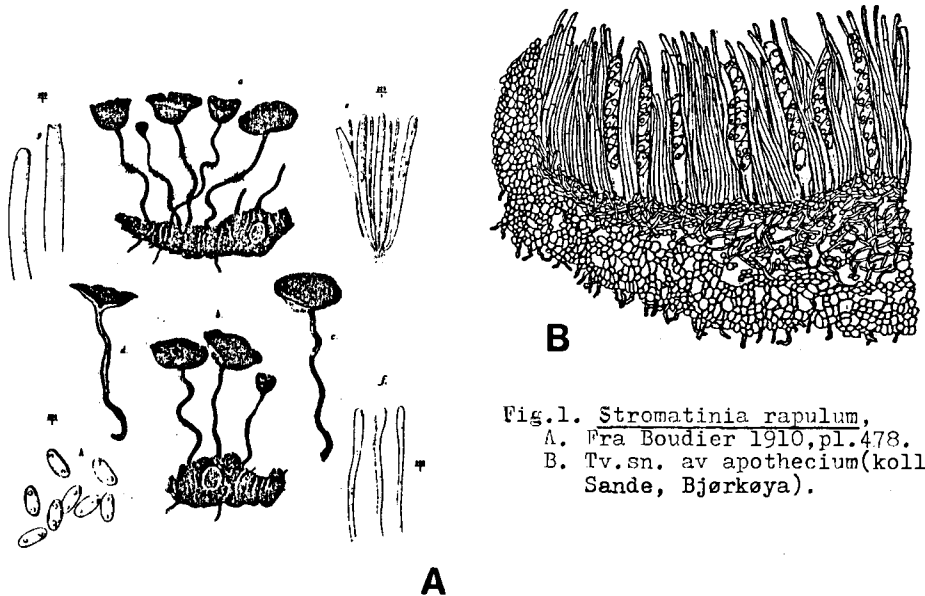 B
Fig.1. Stromatinia rapulum,
A. Fra Boudier 1910,pl.478.
B. Tv.sn. av apothecium(koll
Sande, Bjørkøya).
d.
f.
A